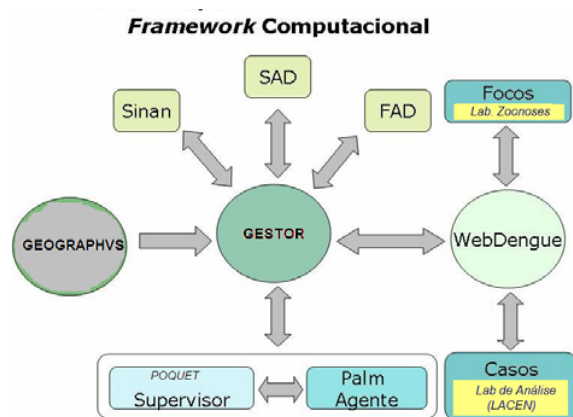 Framework Computacional
SAD
Sinan
FAD
Focos
Lab. Zoonoses
GEOGRAPHVS
GESTOR
WebDengue
POQUET
Supervisor
Palm
Agente
Casos
Lab de Análise
(LACEN)